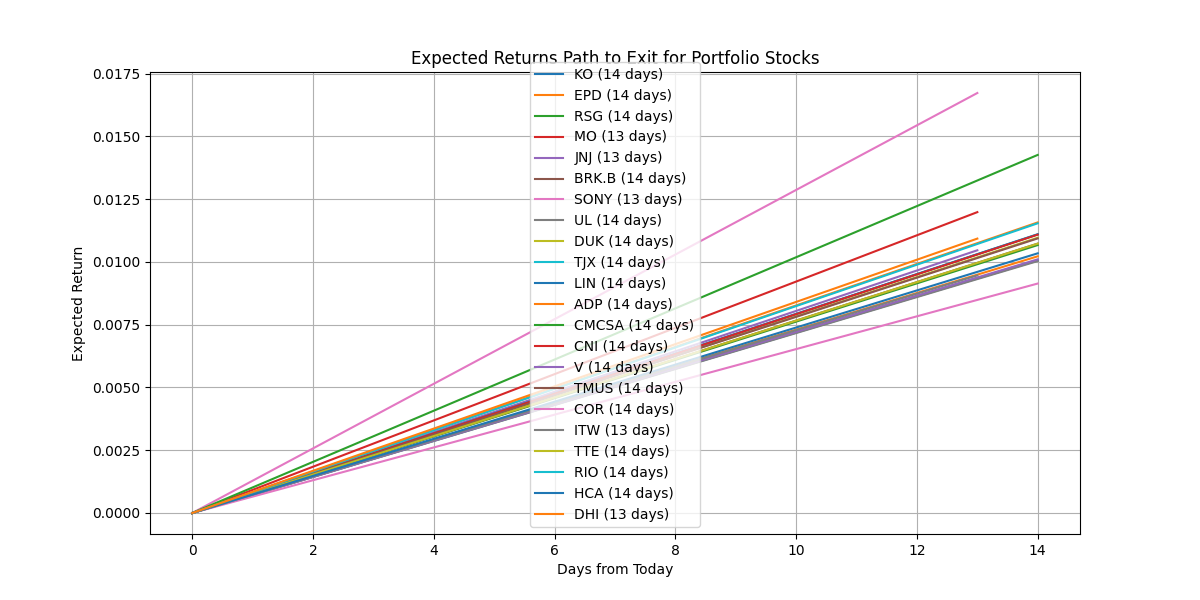 Expected Returns Path to Exit for Portfolio Stocks
Expected Return
0.0175
0.0150
0.0125
0.0100
0.0075
0.0050
0.0025
0.0000
KO (14 days)
EPD (14 days)
RSG (14 days)
MO (13 days)
JNJ (13 days)
BRK.B (14 days)
SONY (13 days)
UL (14 days)
DUK (14 days)
TJX (14 days)
LIN (14 days)
ADP (14 days)
CMCSA (14 days)
CNI (14 days)
V (14 days)
TMUS (14 days)
COR (14 days)
ITW (13 days)
TTE (14 days)
RIO (14 days)
HCA (14 days)
DHI (13 days)
0 2 4 6 8 10 12 14
Days from Today